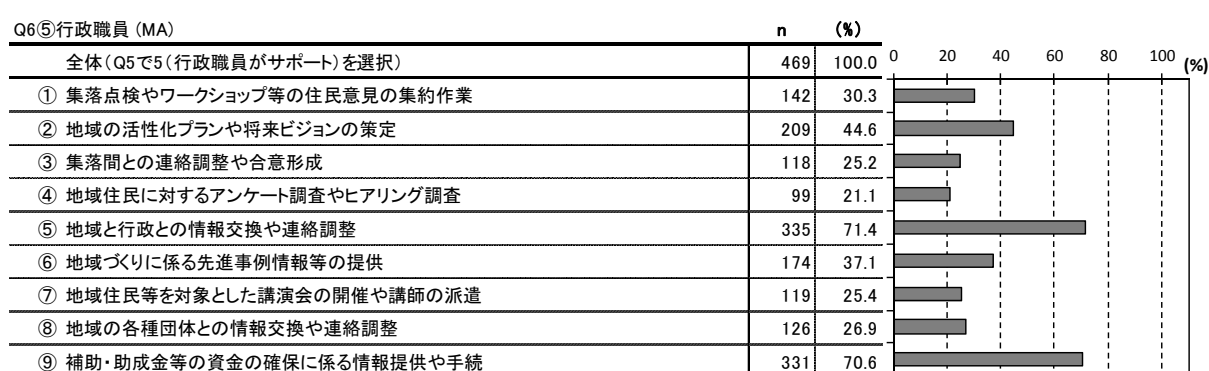 Q6⑤行政職員 (MA) n (%)
全体(Q5で5(行政職員がサポート)を選択) 469 100.0
0 20 40 60 80 100 (%)
① 集落点検やワークショップ等の住民意見の集約作業 142 30.3
② 地域の活性化プランや将来ビジョンの策定 209 44.6
③ 集落間との連絡調整や合意形成 118 25.2
④ 地域住民に対するアンケート調査やヒアリング調査 99 21.1
⑤ 地域と行政との情報交換や連絡調整 335 71.4
⑥ 地域づくりに係る先進事例情報等の提供 174 37.1
⑦ 地域住民等を対象とした講演会の開催や講師の派遣 119 25.4
⑧ 地域の各種団体との情報交換や連絡調整 126 26.9
⑨ 補助・助成金等の資金の確保に係る情報提供や手続 331 70.6